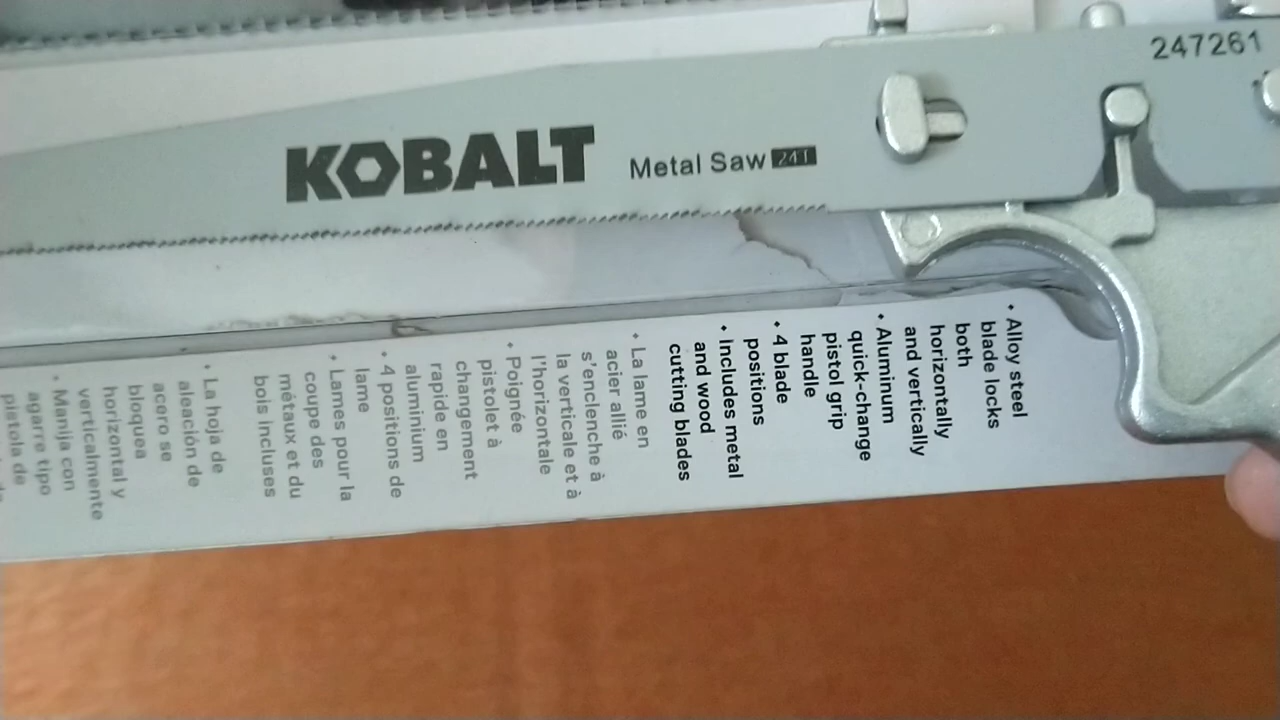 247261
KOBALT
Metal Saw 24T
• Alloy steel
blade locks
both
horizontally
and vertically
• Aluminum
quick-change
pistol grip
handle
• 4 blade
positions
• Includes metal
and wood
cutting blades
• La lame en
acier allié
s'enclenche à
la verticale et à
l'horizontale
• Poignée
pistolet à
changement
rapide en
aluminium
• 4 positions de
lame
• Lames pour la
coupe des
métaux et du
bois incluses
• La hoja de
aleación de
acero se
bloquea
horizontal y
verticalmente
• Manija con
agarre tipo
pistola de